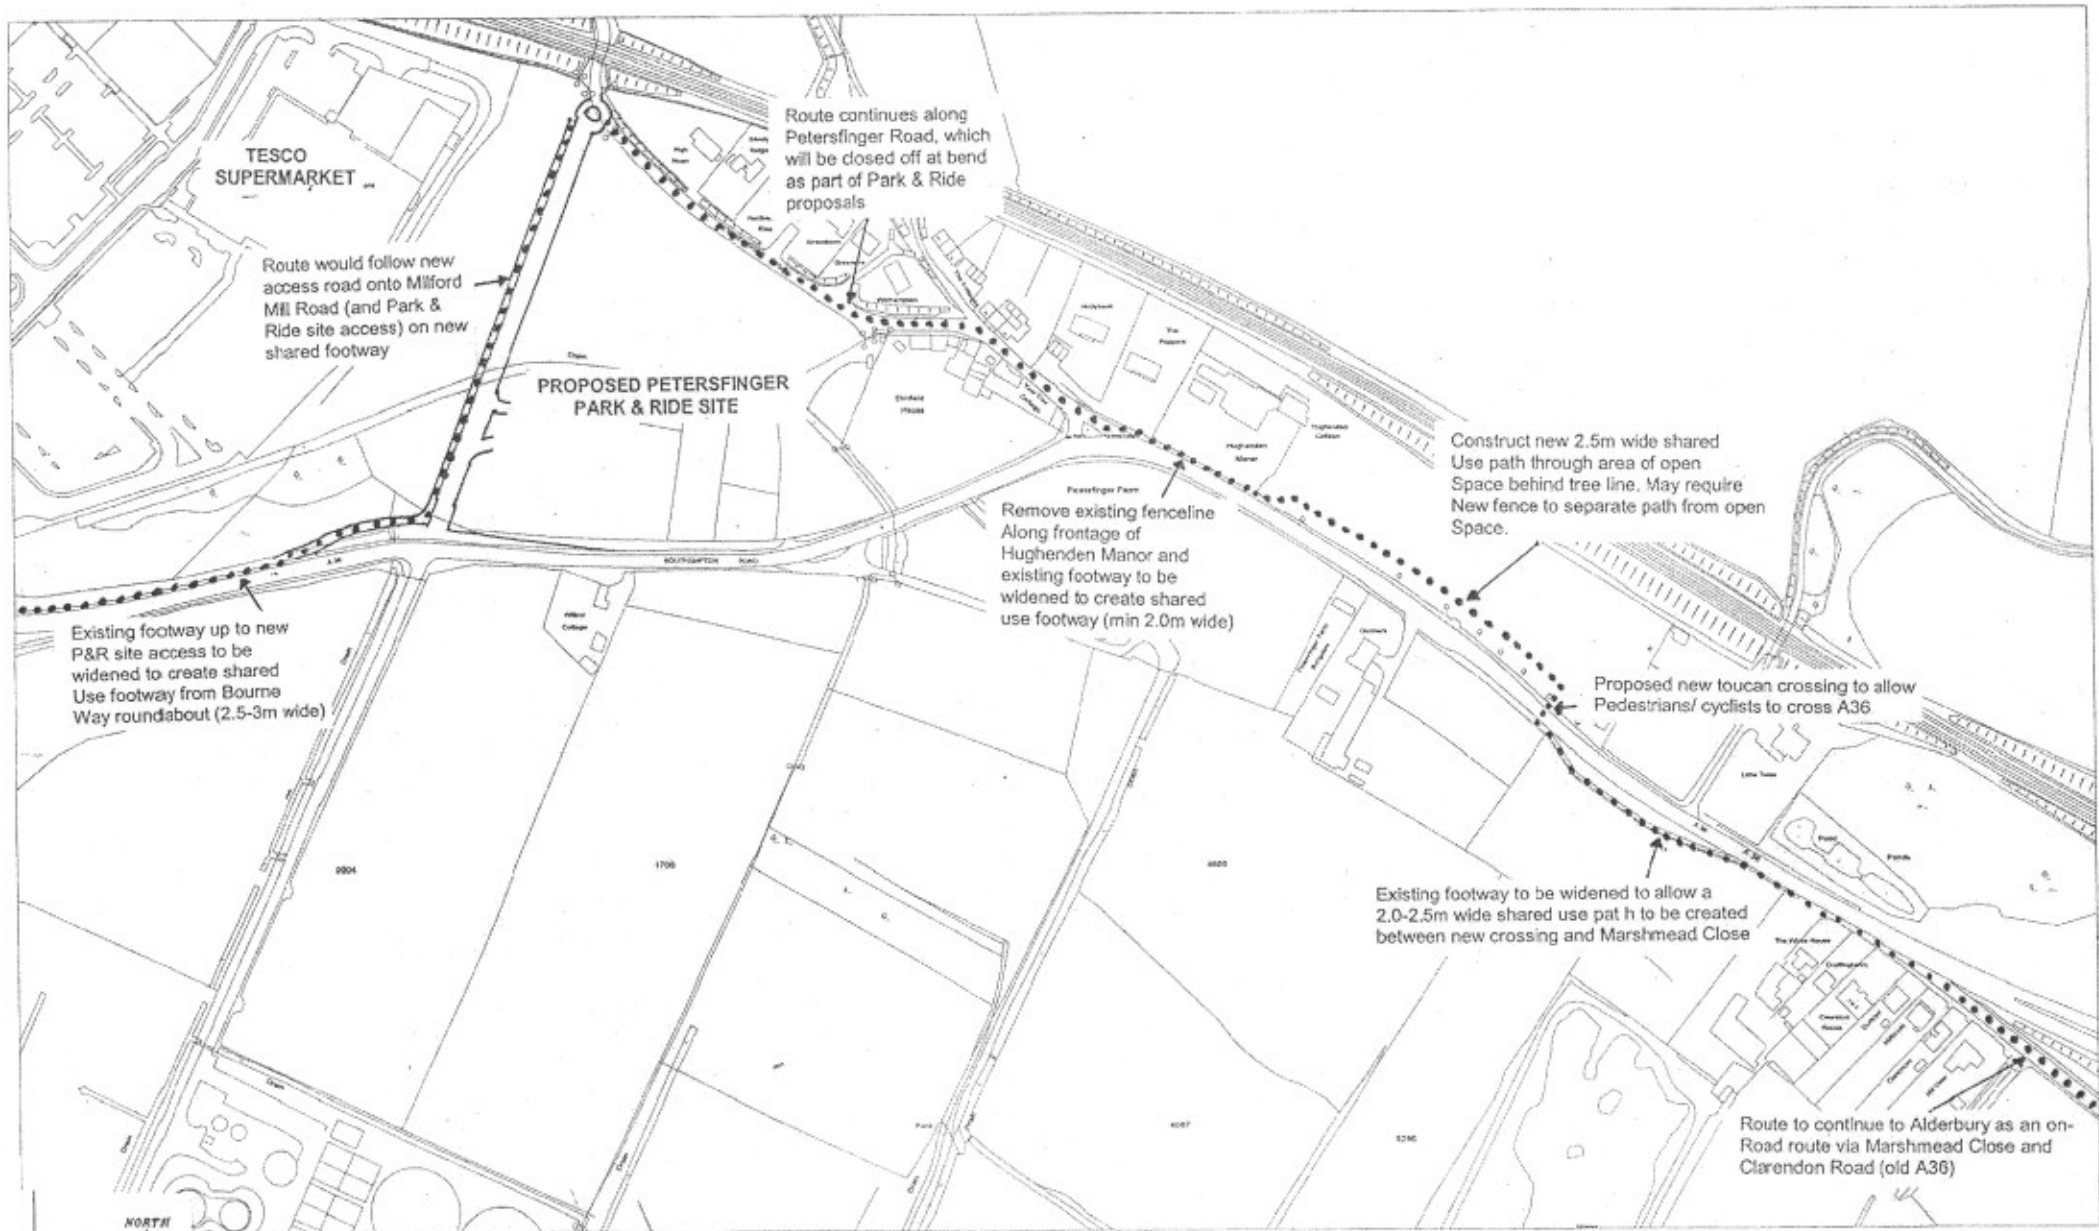 TESCO
SUPERMARKET
Route continues along
Petersfinger Road, which
will be closed off at bend
as part of Park & Ride
proposals
Route would follow new
access road onto Milford
Mill Road (and Park &
Ride site access) on new
shared footway
PROPOSED PETERSFINGER
PARK & RIDE SITE
Drain
Hughenden
Manor
Construct new 2.5m wide shared
Use path through area of open
Space behind tree line. May require
New fence to separate path from open
Space.
Remove existing fenceline
Along frontage of
Hughenden Manor and
existing footway to be
widened to create shared
use footway (min 2.0m wide)
SOUTHAMPTON ROAD
Existing footway up to new
P&R site access to be
widened to create shared
Use footway from Bourne
Way roundabout (2.5-3m wide)
Proposed new toucan crossing to allow
Pedestrians/ cyclists to cross A36
A 36
Pond
Ponds
Existing footway to be widened to allow a
2.0-2.5m wide shared use pat h to be created
between new crossing and Marshmead Close
The White House
Drain
Route to continue to Alderbury as an on-
Road route via Marshmead Close and
Clarendon Road (old A36)
NORTH